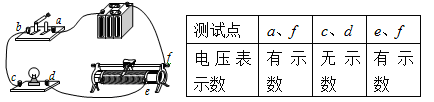 b a
f
c d
e
测试点 a、f c、d e、f
电压表 有示 无示 有示
示数 数 数 数